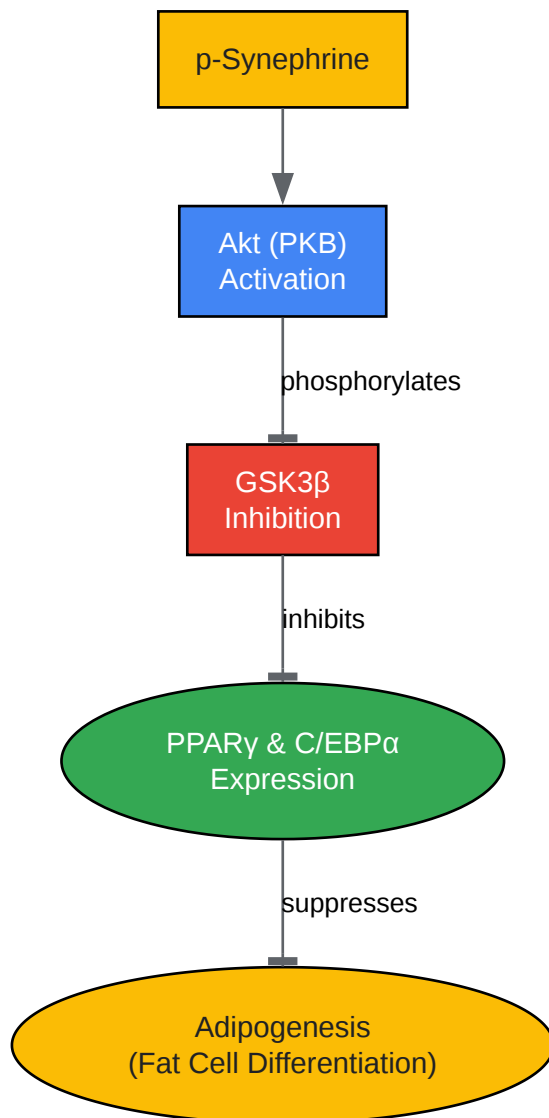 p-Synephrine
Akt (PKB)
Activation
phosphorylates
GSK3β
Inhibition
inhibits
PPARγ & C/EBPα
Expression
suppresses
Adipogenesis
(Fat Cell Differentiation)